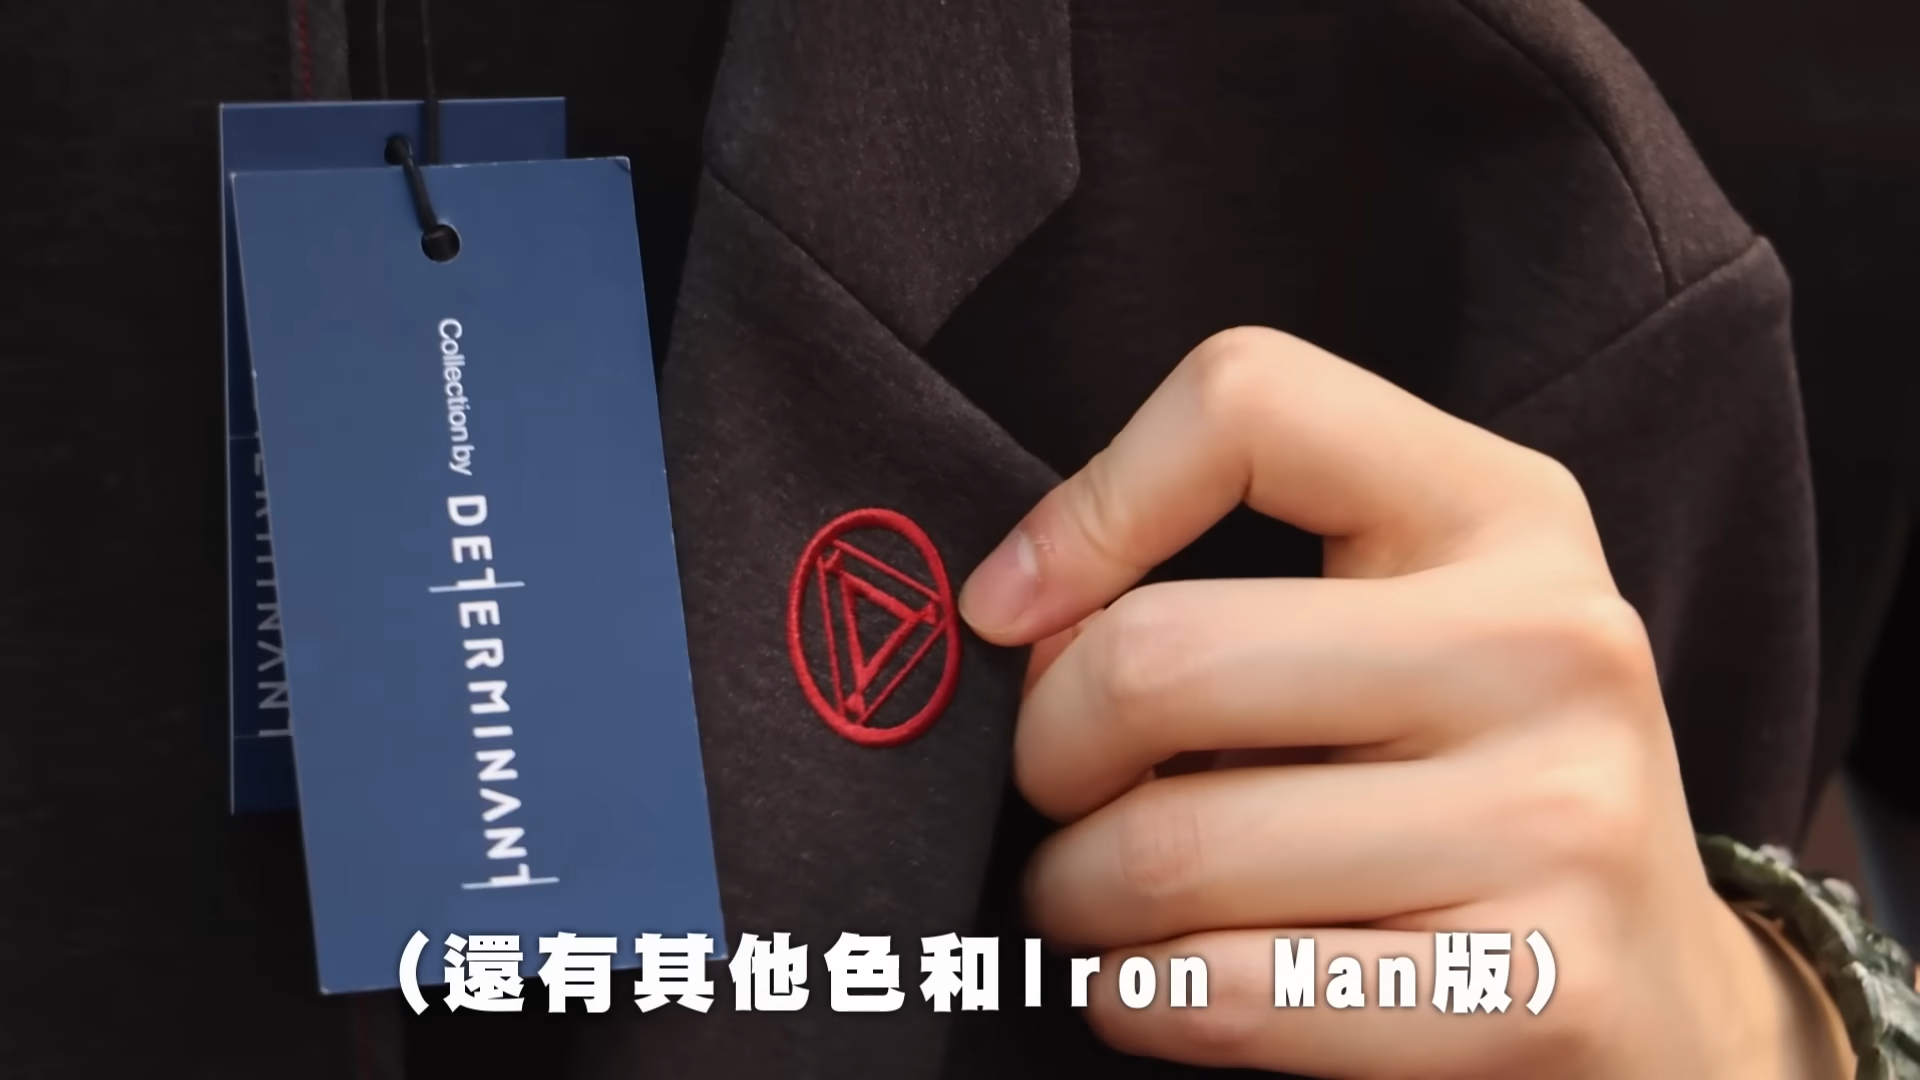 Collection by
DETERMINANT
(還有其他色和Iron Man版)